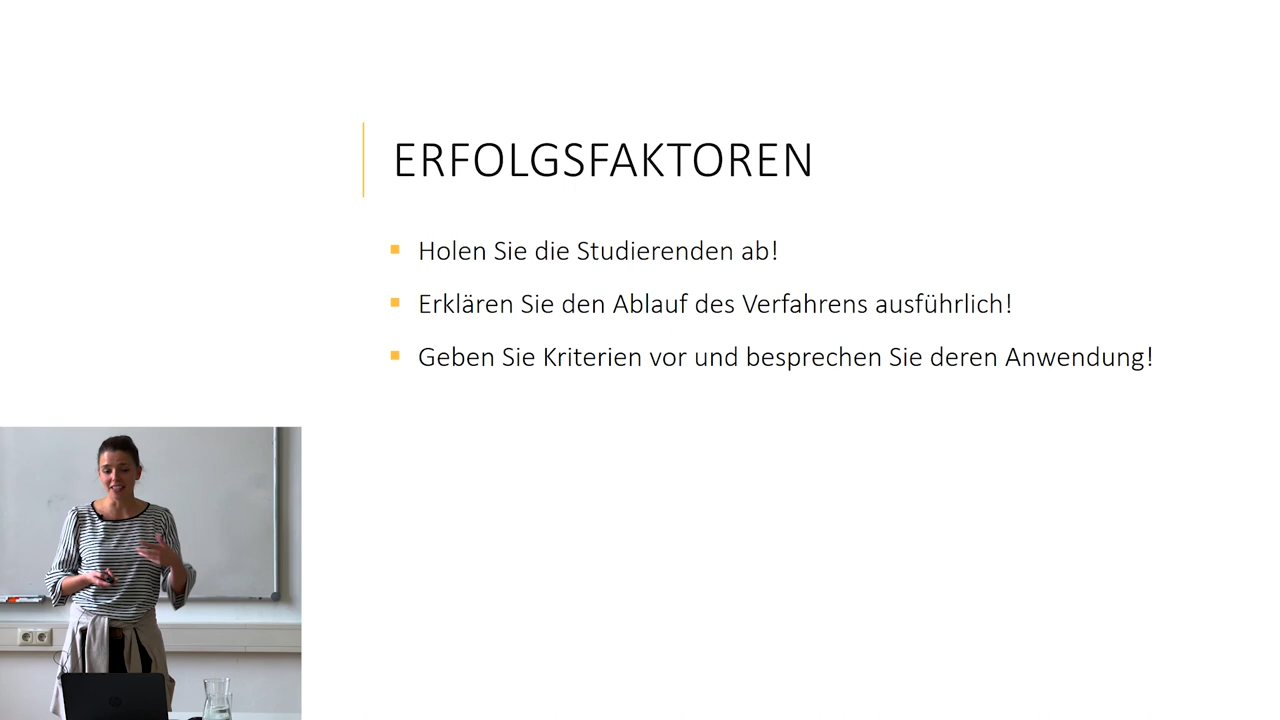 ERFOLGSFAKTOREN
Holen Sie die Studierenden ab!
Erklären Sie den Ablauf des Verfahrens ausführlich!
Geben Sie Kriterien vor und besprechen Sie deren Anwendung!